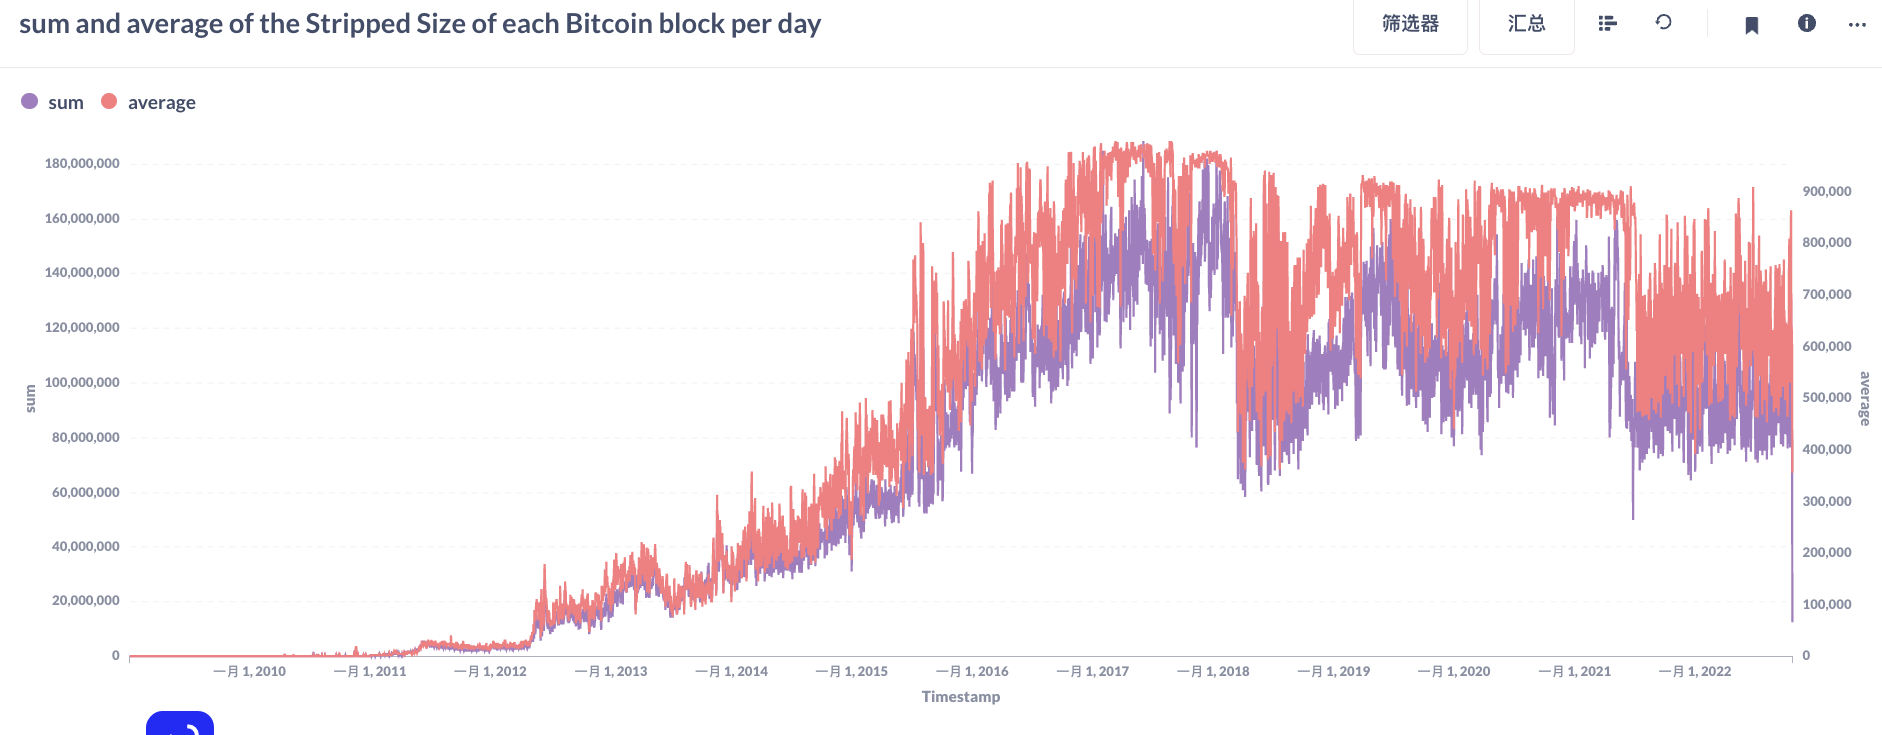 sum and average of the Stripped Size of each Bitcoin block per day
筛选器
汇总
sum
average
180,000,000
160,000,000
140,000,000
120,000,000
100,000,000
80,000,000
60,000,000
40,000,000
20,000,000
0
sum
900,000
800,000
700,000
600,000
500,000
400,000
300,000
200,000
100,000
0
average
一月 1, 2010
一月 1, 2011
一月 1, 2012
一月 1, 2013
一月 1, 2014
一月 1, 2015
一月 1, 2016
一月 1, 2017
一月 1, 2018
一月 1, 2019
一月 1, 2020
一月 1, 2021
一月 1, 2022
Timestamp